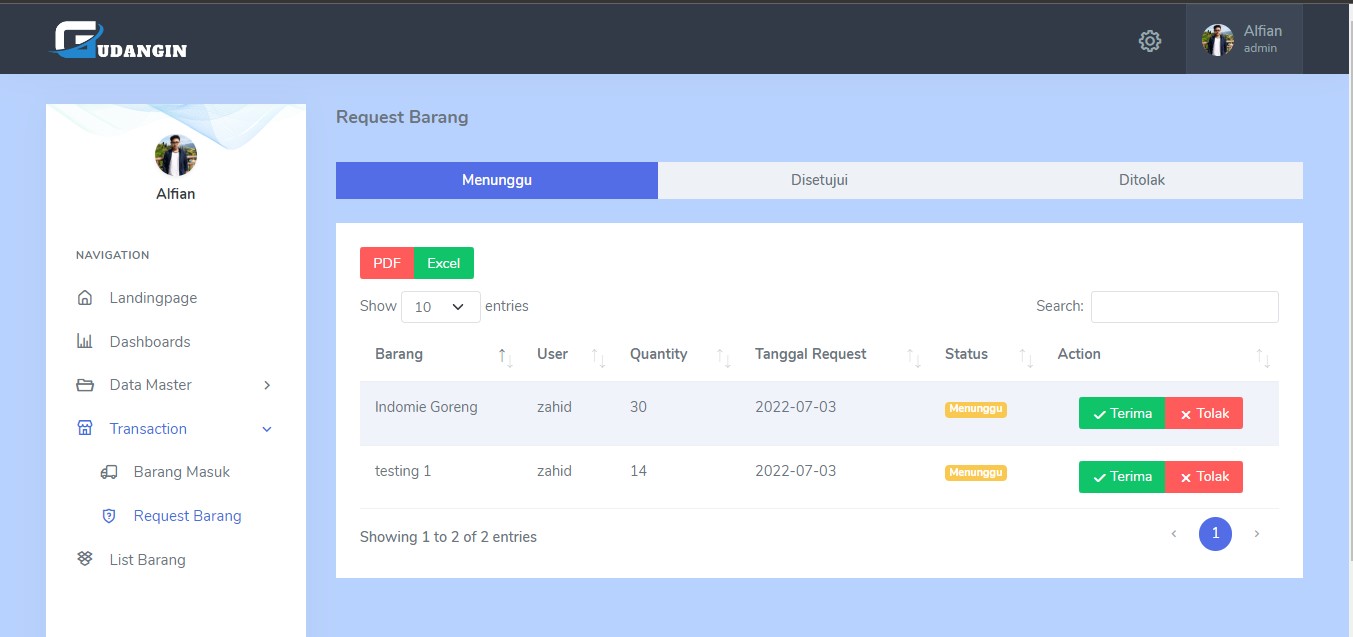 GUDANGIN
Alfian
admin
Alfian
NAVIGATION
Landingpage
Dashboards
Data Master
Transaction
Barang Masuk
Request Barang
List Barang
Request Barang
Menunggu Disetujui Ditolak
PDF Excel
Show 10 entries Search:
Barang User Quantity Tanggal Request Status Action
Indomie Goreng zahid 30 2022-07-03 Menunggu Terima Tolak
testing 1 zahid 14 2022-07-03 Menunggu Terima Tolak
Showing 1 to 2 of 2 entries 1